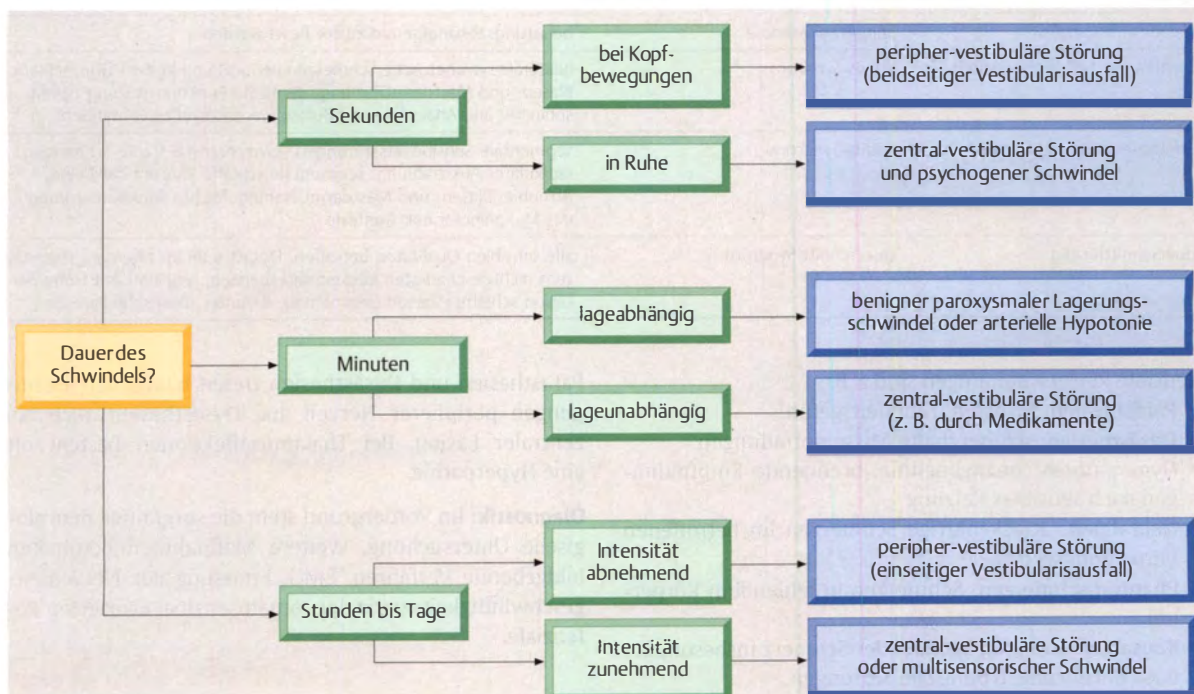 bei Kopf-
bewegungen
peripher-vestibuläre Störung
(beidseitiger Vestibularisausfall)
Sekunden
in Ruhe
zentral-vestibuläre Störung
und psychogener Schwindel
Dauer des
Schwindels?
Minuten
lageabhängig
benigner paroxysmaler Lagerungs-
schwindel oder arterielle Hypotonie
lageunabhängig
zentral-vestibuläre Störung
(z. B. durch Medikamente)
Stunden bis Tage
Intensität
abnehmend
peripher-vestibuläre Störung
(einseitiger Vestibularisausfall)
Intensität
zunehmend
zentral-vestibuläre Störung
oder multisensorischer Schwindel